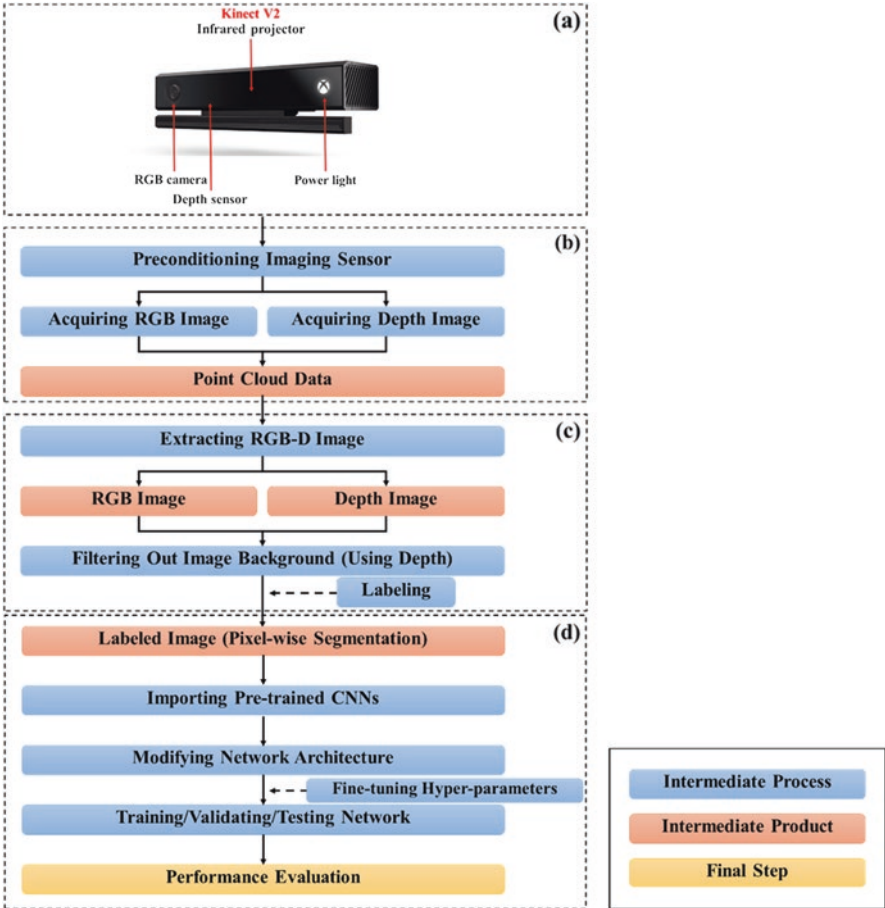 (a)
Kinect V2
Infrared projector
RGB camera
Depth sensor
Power light
(b)
Preconditioning Imaging Sensor
Acquiring RGB Image
Acquiring Depth Image
Point Cloud Data
(c)
Extracting RGB-D Image
RGB Image
Depth Image
Filtering Out Image Background (Using Depth)
Labeling
(d)
Labeled Image (Pixel-wise Segmentation)
Importing Pre-trained CNNs
Modifying Network Architecture
Fine-tuning Hyper-parameters
Training/Validating/Testing Network
Performance Evaluation
Intermediate Process
Intermediate Product
Final Step